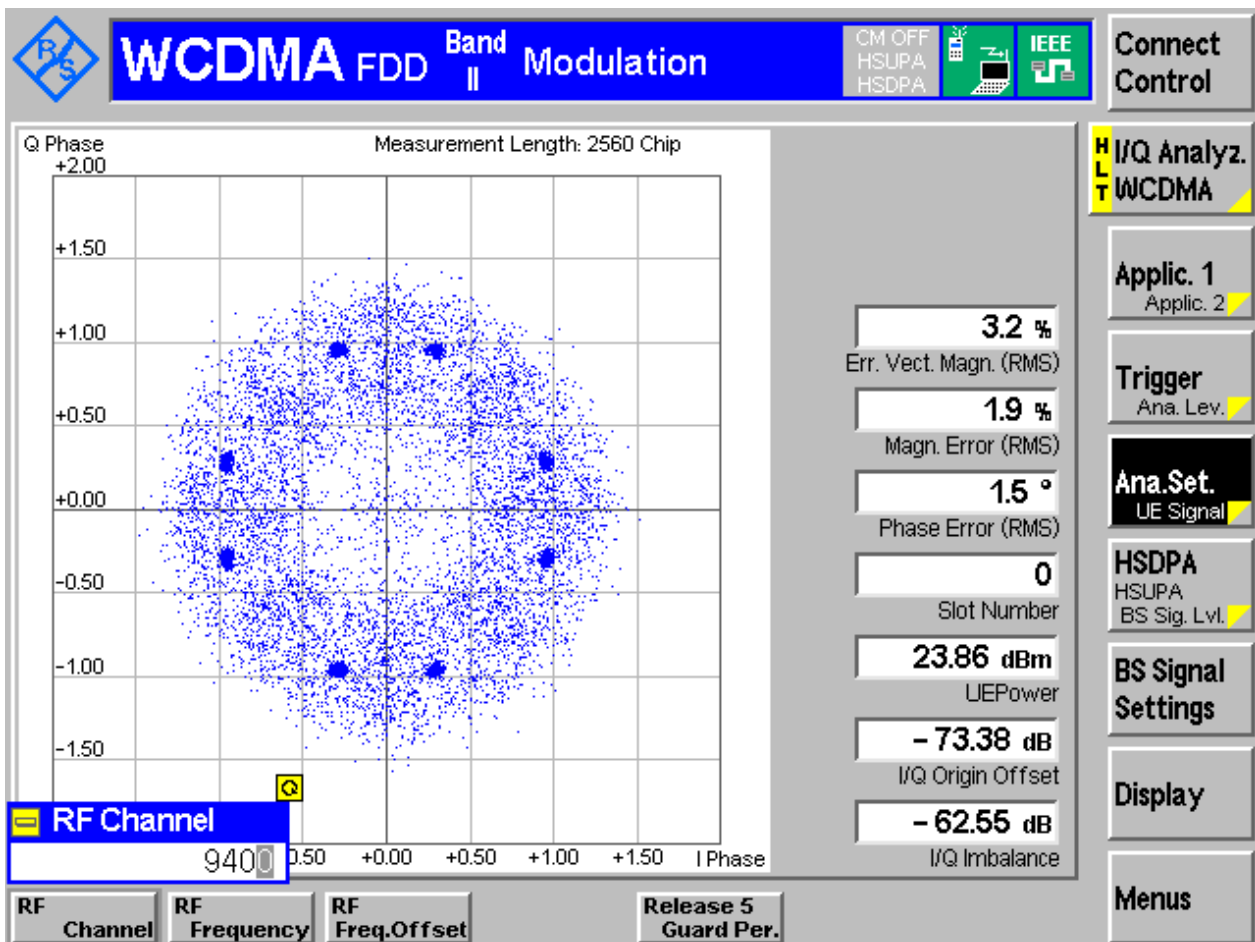 R/S
WCDMA FDD Band II Modulation
CM OFF
HSUPA
HSDPA
IEEE
Connect Control
Q Phase
Measurement Length: 2560 Chip
+2.00
+1.50
+1.00
+0.50
+0.00
-0.50
-1.00
-1.50
Q
RF Channel
9400
0.50 +0.00 +0.50 +1.00 +1.50 I Phase
3.2 %
Err. Vect. Magn. (RMS)
1.9 %
Magn. Error (RMS)
1.5 °
Phase Error (RMS)
0
Slot Number
23.86 dBm
UEPower
-73.38 dB
I/Q Origin Offset
-62.55 dB
I/Q Imbalance
HLT
I/Q Analyz.
WCDMA
Applic. 1
Applic. 2
Trigger
Ana. Lev.
Ana.Set.
UE Signal
HSDPA
HSUPA
BS Sig. Lvl.
BS Signal
Settings
Display
Menus
RF Channel
RF Frequency
RF Freq.Offset
Release 5 Guard Per.